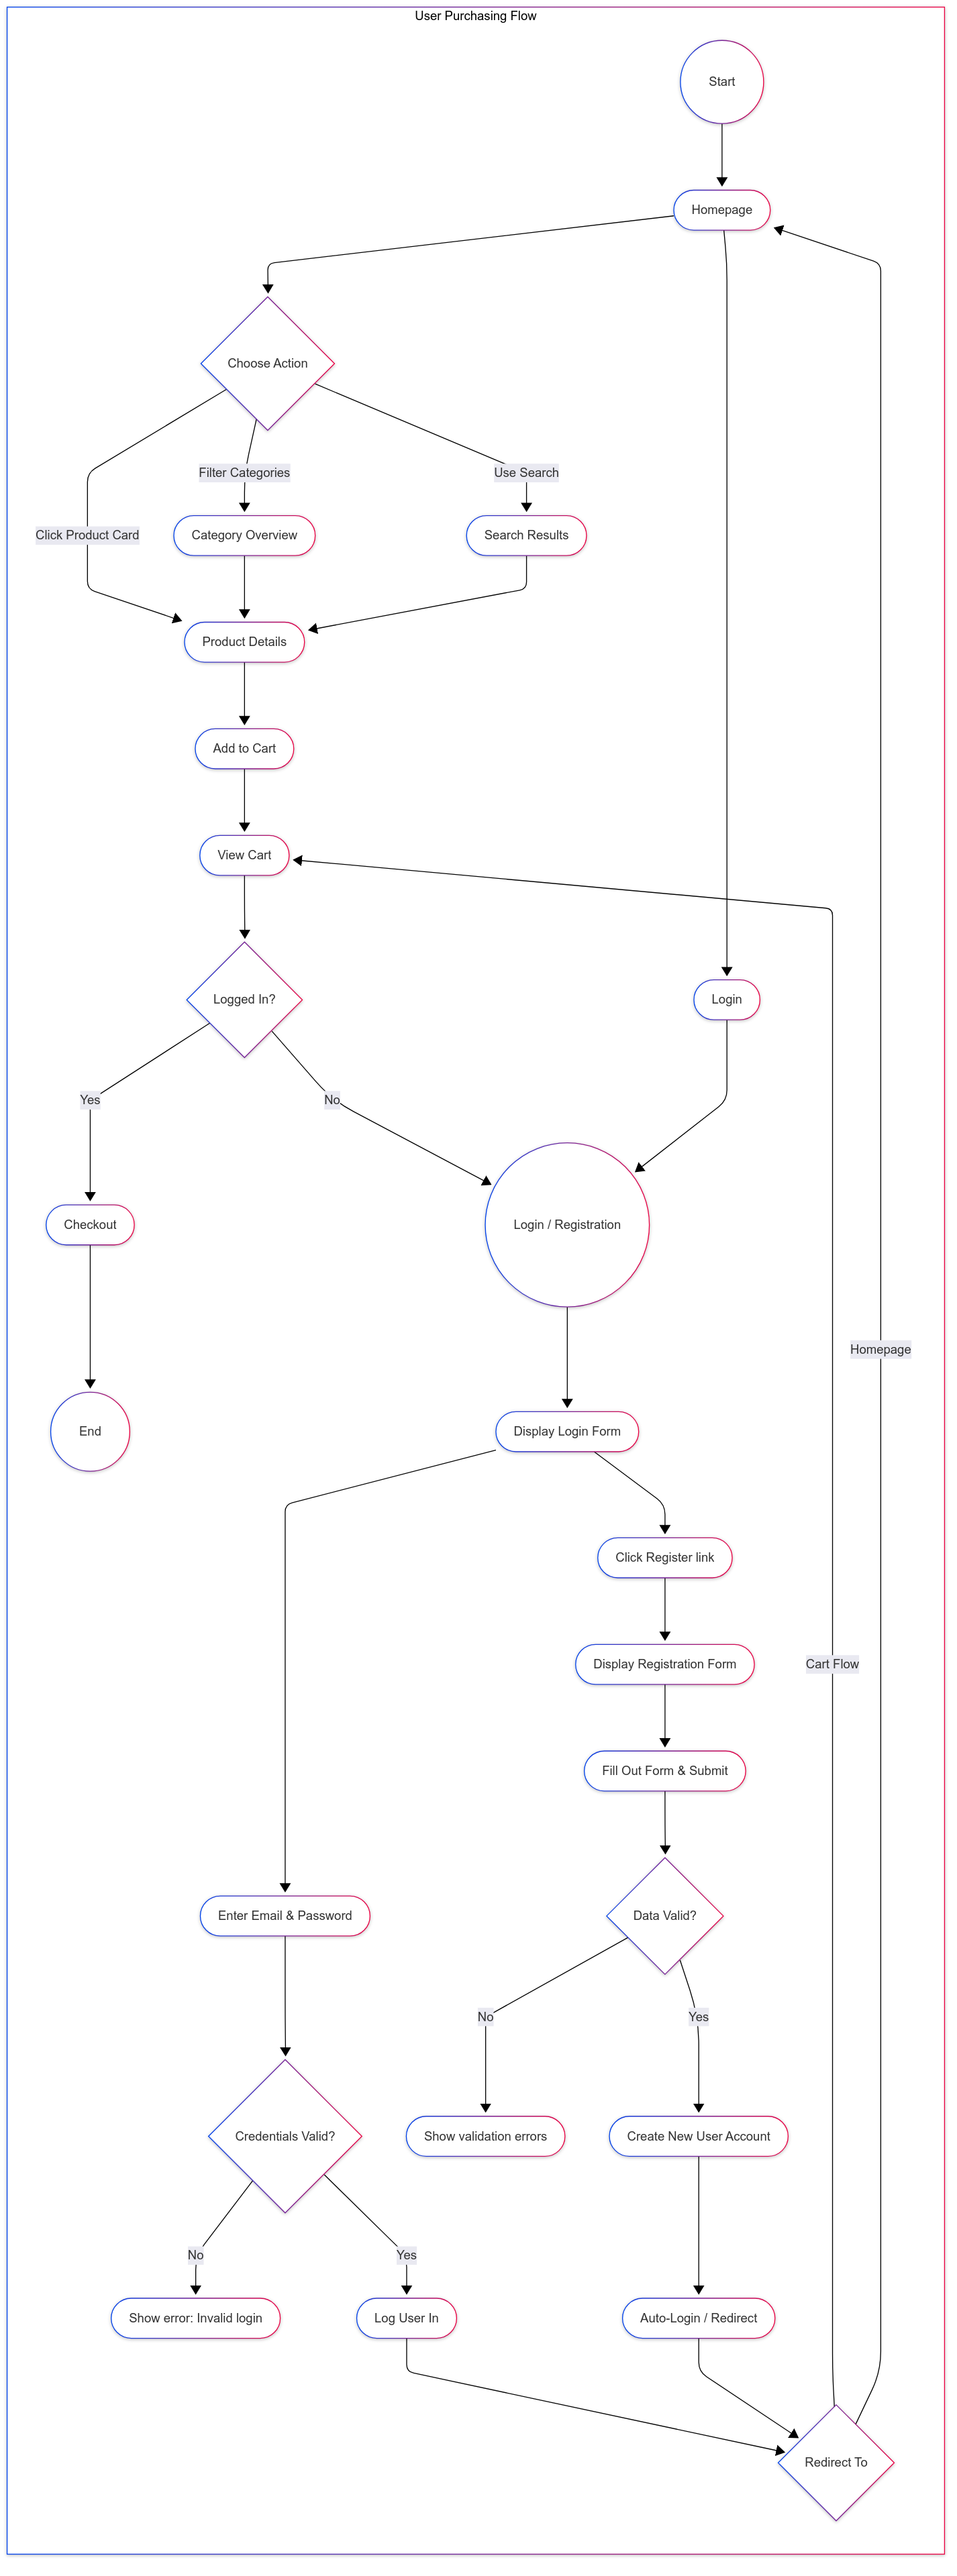 User Purchasing Flow
Start
Homepage
Choose Action
Filter Categories
Use Search
Click Product Card
Category Overview
Search Results
Product Details
Add to Cart
View Cart
Logged In?
Login
Yes
No
Checkout
Login / Registration
Homepage
End
Display Login Form
Click Register link
Display Registration Form
Cart Flow
Fill Out Form & Submit
Enter Email & Password
Data Valid?
No
Yes
Credentials Valid?
Show validation errors
Create New User Account
No
Yes
Show error: Invalid login
Log User In
Auto-Login / Redirect
Redirect To